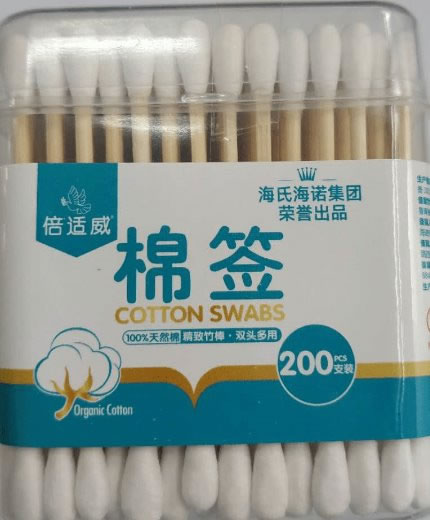 倍适威®
海氏海诺集团
荣誉出品
棉签
COTTON SWABS
100%天然棉 精致竹棒·双头多用
200PCS
支装
Organic Cotton